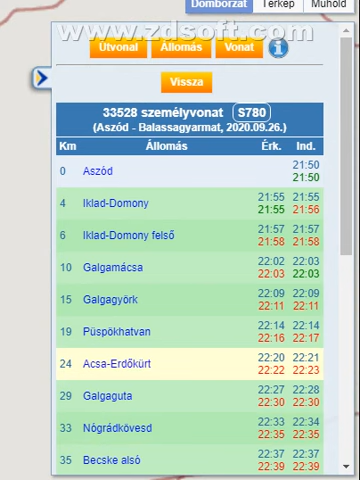 Domborzat Térkép Műhold
www.zdsoft.com
Útvonal Állomás Vonat i
Vissza
33528 személyvonat S780
(Aszód - Balassagyarmat, 2020.09.26.)
Km Állomás Érk. Ind.
0 Aszód 21:50
21:50
4 Iklad-Domony 21:55 21:55
21:55 21:56
6 Iklad-Domony felső 21:57 21:57
21:58 21:58
10 Galgamácsa 22:02 22:03
22:03 22:03
15 Galgagyörk 22:09 22:09
22:11 22:11
19 Püspökhatvan 22:14 22:14
22:16 22:17
24 Acsa-Erdőkürt 22:20 22:21
22:22 22:23
29 Galgaguta 22:27 22:28
22:30 22:30
33 Nógrádkövesd 22:33 22:34
22:35 22:35
35 Becske alsó 22:37 22:37
22:39 22:39